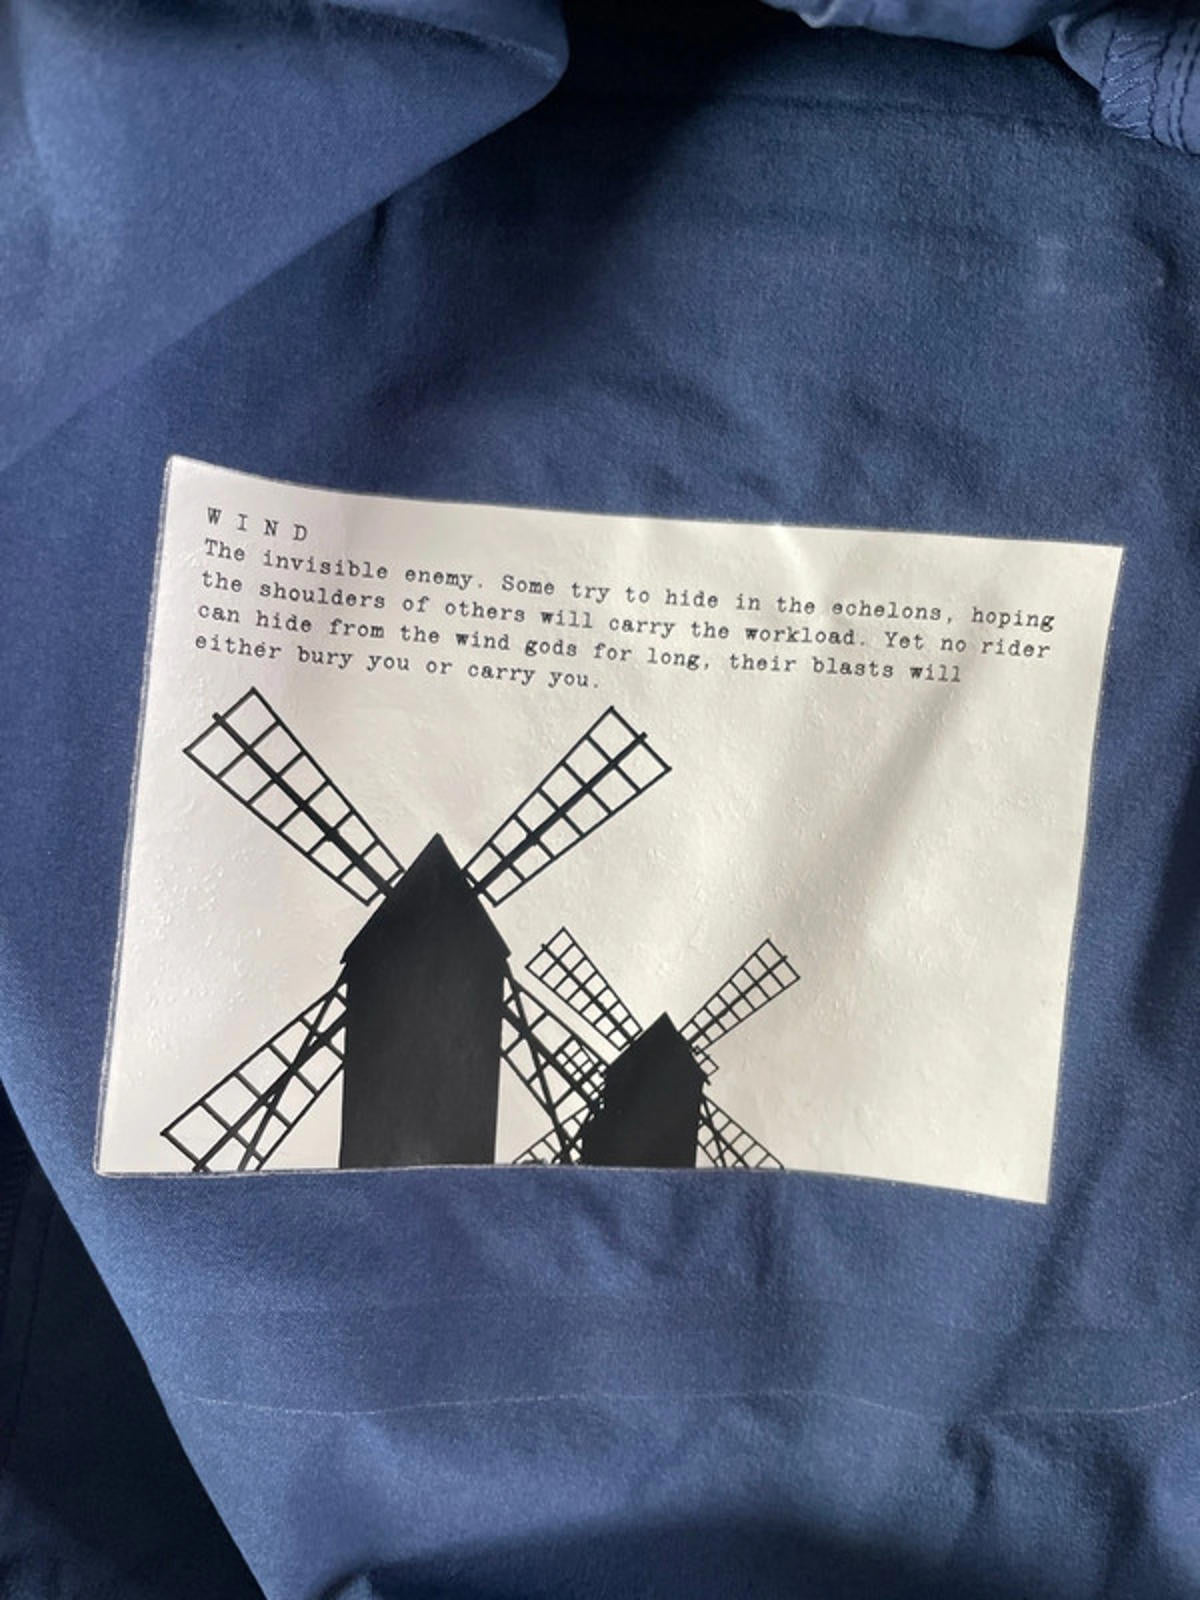 W I N D
The invisible enemy. Some try to hide in the echelons, hoping
the shoulders of others will carry the workload. Yet no rider
can hide from the wind gods for long, their blasts will
either bury you or carry you.